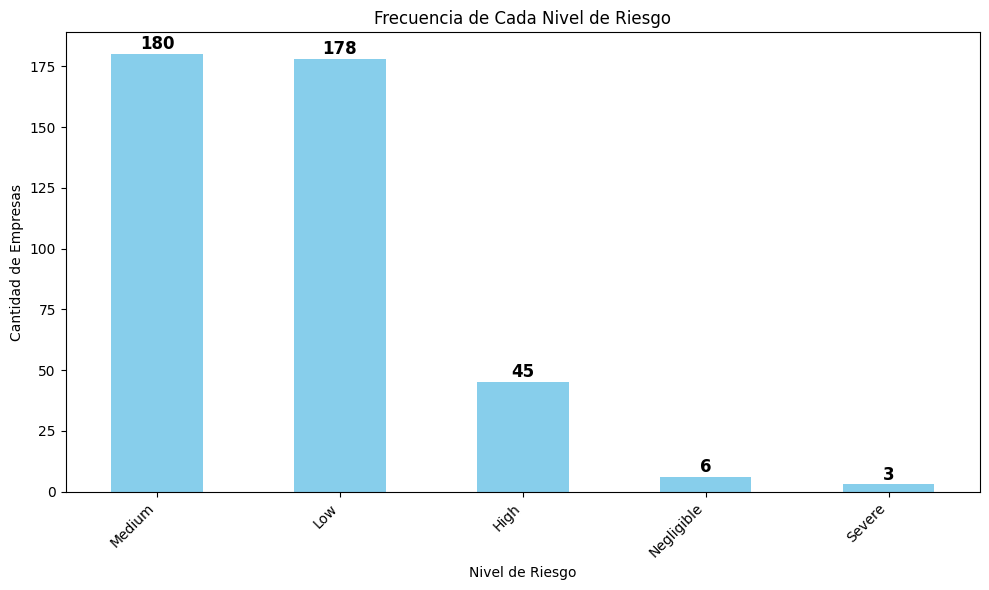 Frecuencia de Cada Nivel de Riesgo
Cantidad de Empresas
175
150
125
100
75
50
25
0
180
178
45
6
3
Medium
Low
High
Negligible
Severe
Nivel de Riesgo